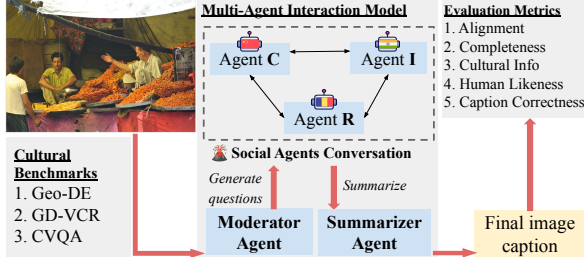 Multi-Agent Interaction Model
Agent C
Agent I
Agent R
Social Agents Conversation
Generate
questions
Summarize
Moderator
Agent
Summarizer
Agent
Cultural
Benchmarks
1. Geo-DE
2. GD-VCR
3. CVQA
Evaluation Metrics
1. Alignment
2. Completeness
3. Cultural Info
4. Human Likeness
5. Caption Correctness
Final image
caption